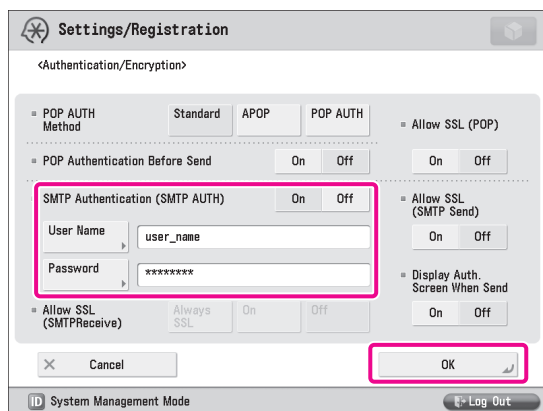 Settings/Registration
<Authentication/Encryption>
POP AUTH
Method
Standard
APOP
POP AUTH
Allow SSL (POP)
POP Authentication Before Send
On
Off
On
Off
SMTP Authentication (SMTP AUTH)
On
Off
Allow SSL
(SMTP Send)
User Name
user_name
On
Off
Password
********
Display Auth.
Screen When Send
Allow SSL
(SMTPReceive)
Always
SSL
On
Off
On
Off
Cancel
OK
ID System Management Mode
Log Out